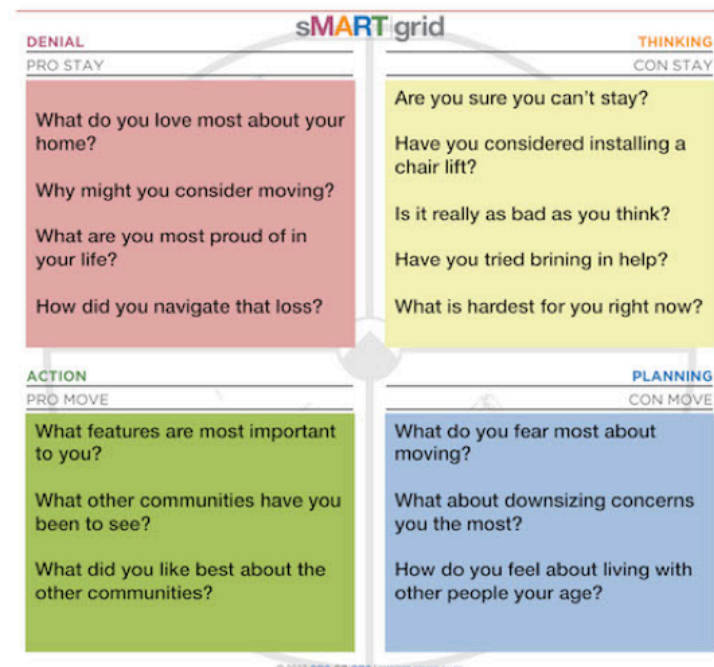 sMARTgrid
DENIAL
PRO STAY
What do you love most about your
home?
Why might you consider moving?
What are you most proud of in
your life?
How did you navigate that loss?
THINKING
CON STAY
Are you sure you can't stay?
Have you considered installing a
chair lift?
Is it really as bad as you think?
Have you tried brining in help?
What is hardest for you right now?
ACTION
PRO MOVE
What features are most important
to you?
What other communities have you
been to see?
What did you like best about the
other communities?
PLANNING
CON MOVE
What do you fear most about
moving?
What about downsizing concerns
you the most?
How do you feel about living with
other people your age?